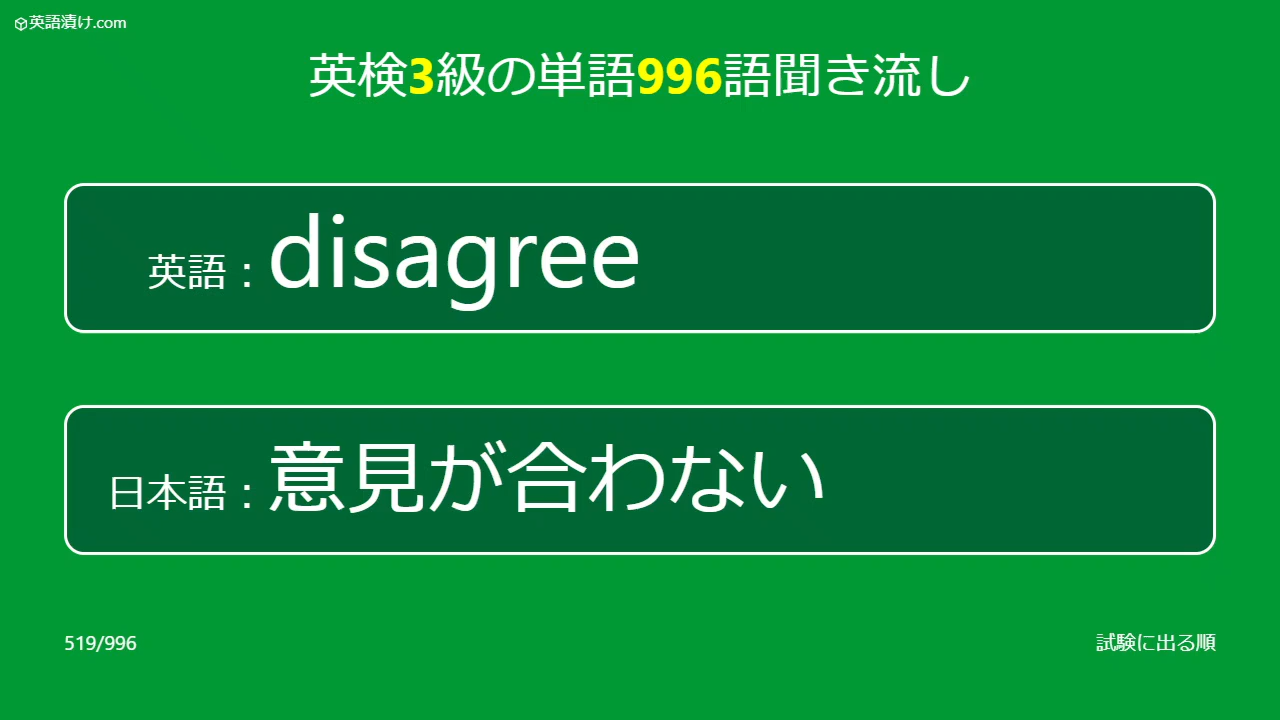 英語漬け.com
英検3級の単語996語聞き流し
英語：disagree
日本語：意見が合わない
519/996
試験に出る順